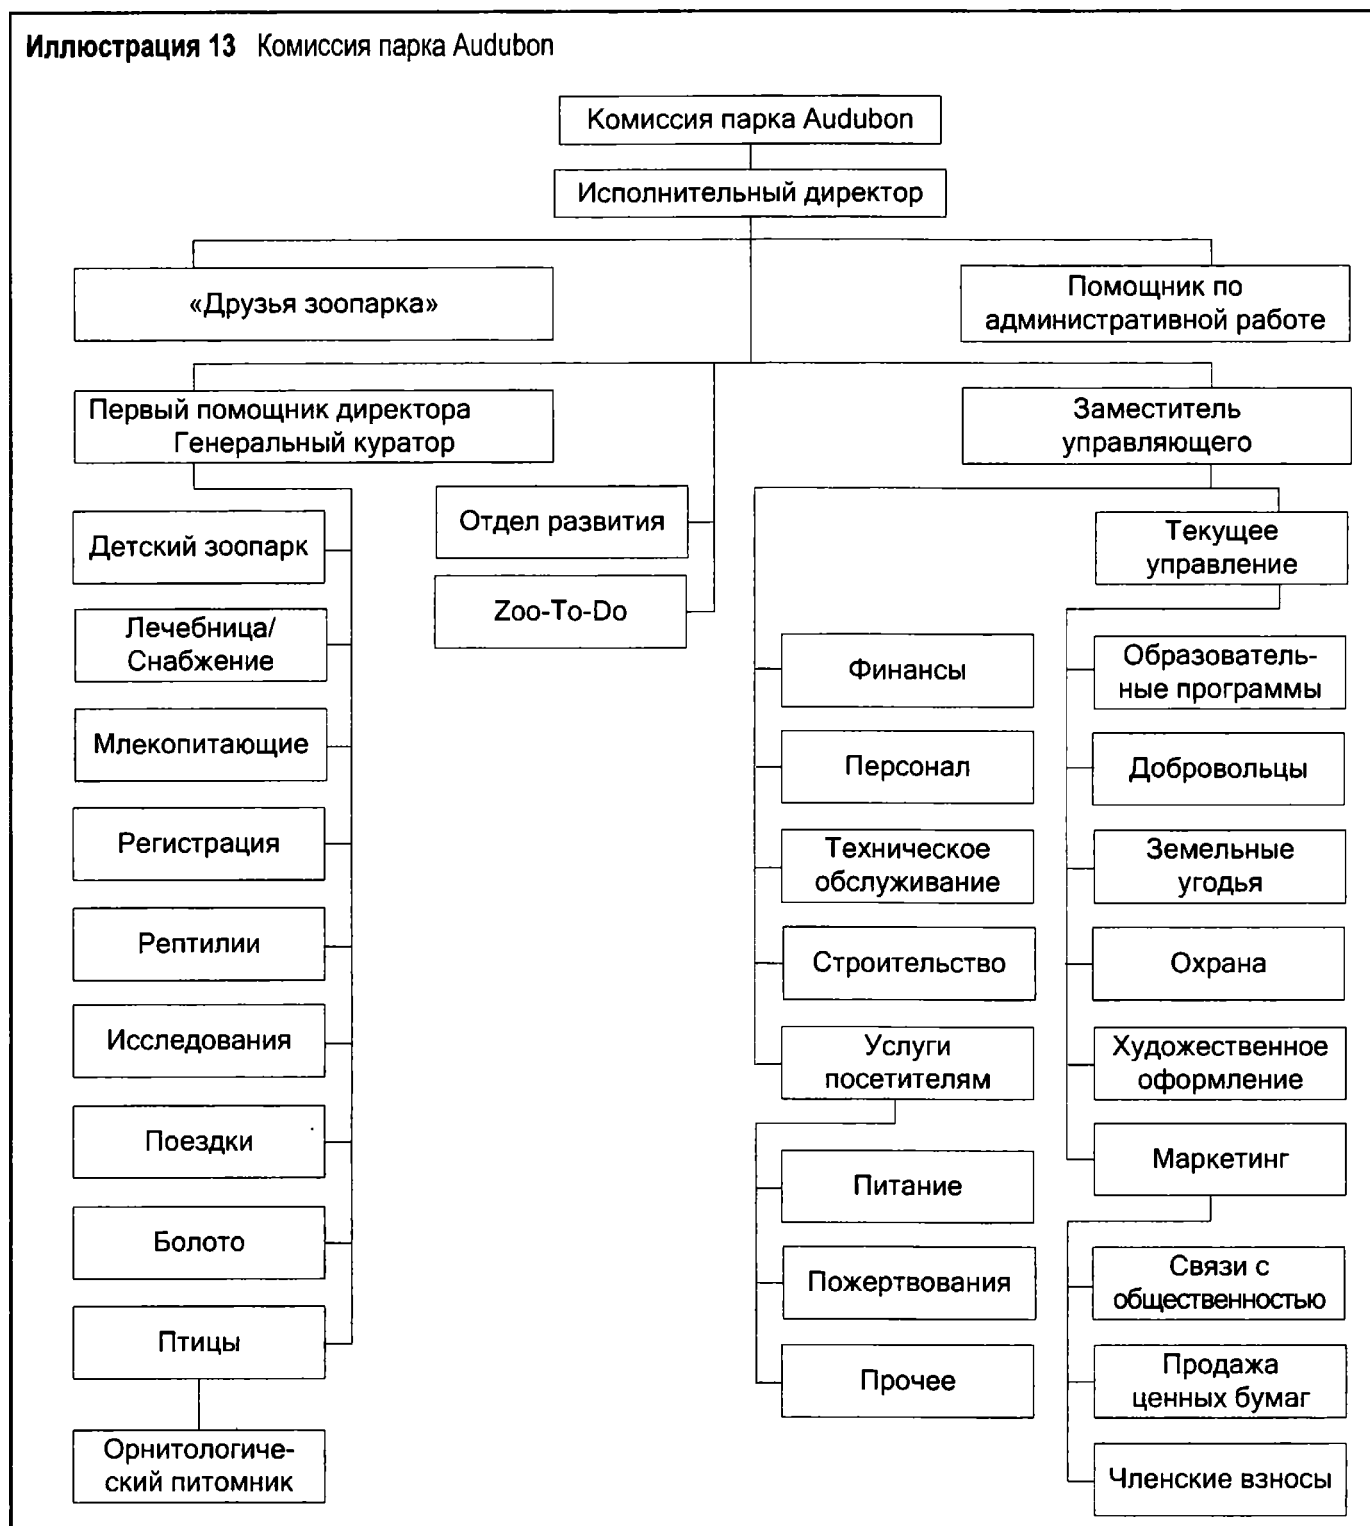 Иллюстрация 13 Комиссия парка Audubon
Комиссия парка Audubon
Исполнительный директор
«Друзья зоопарка»
Помощник по
административной работе
Первый помощник директора
Генеральный куратор
Заместитель
управляющего
Отдел развития
Zoo-To-Do
Детский зоопарк
Лечебница/
Снабжение
Млекопитающие
Регистрация
Рептилии
Исследования
Поездки
Болото
Птицы
Орнитологиче-
ский питомник
Финансы
Персонал
Техническое
обслуживание
Строительство
Услуги
посетителям
Питание
Пожертвования
Прочее
Текущее
управление
Образователь-
ные программы
Добровольцы
Земельные
угодья
Охрана
Художественное
оформление
Маркетинг
Связи с
общественностью
Продажа
ценных бумаг
Членские взносы